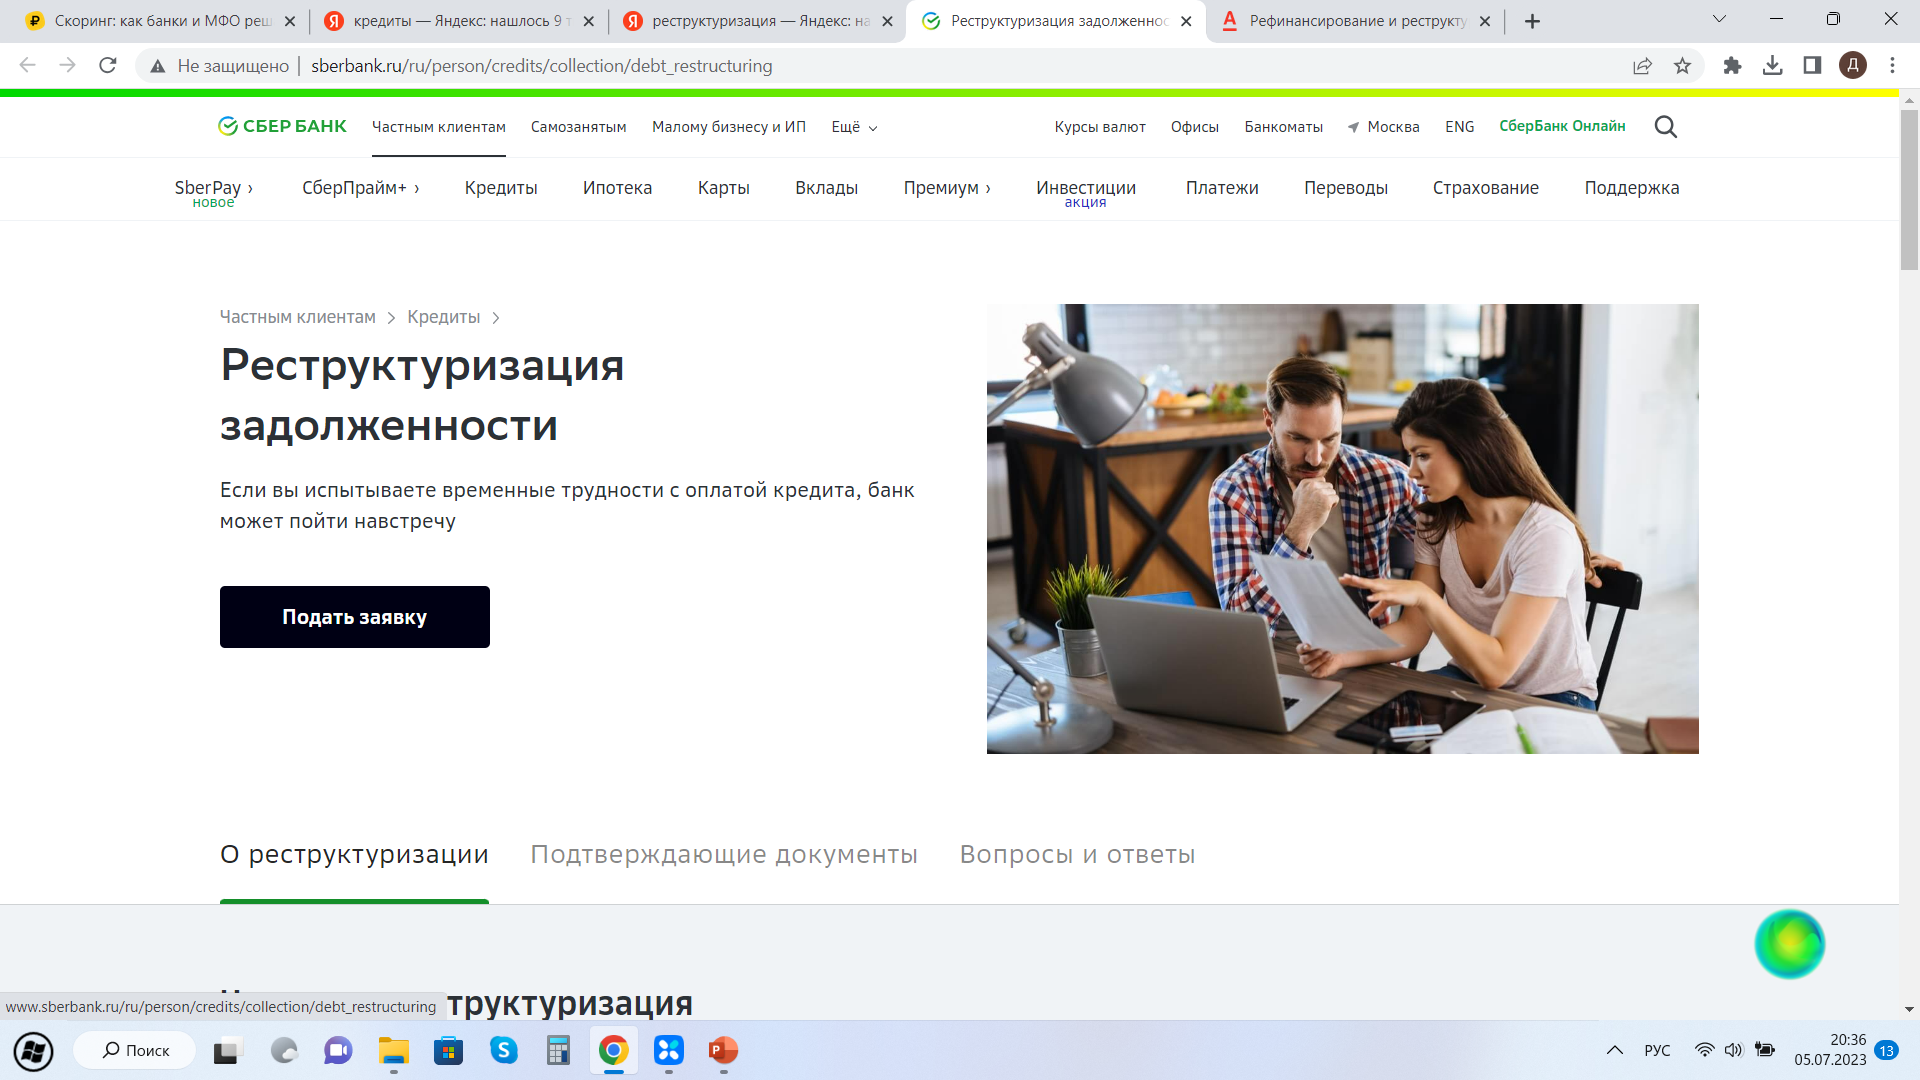 Скоринг: как банки и МФО реш
кредиты — Яндекс: нашлось 9 т
реструктуризация — Яндекс: на
Реструктуризация задолженнос
Рефинансирование и реструкту
Не защищено
sberbank.ru/ru/person/credits/collection/debt_restructuring
Д
СБЕР БАНК
Частным клиентам
Самозанятым
Малому бизнесу и ИП
Ещё
Курсы валют
Офисы
Банкоматы
Москва
ENG
СберБанк Онлайн
SberPay ›
новое
СберПрайм+ ›
Кредиты
Ипотека
Карты
Вклады
Премиум ›
Инвестиции
акция
Платежи
Переводы
Страхование
Поддержка
Частным клиентам > Кредиты >
Реструктуризация
задолженности
Если вы испытываете временные трудности с оплатой кредита, банк
может пойти навстречу
Подать заявку
О реструктуризации
Подтверждающие документы
Вопросы и ответы
труктуризация
www.sberbank.ru/ru/person/credits/collection/debt_restructuring
Поиск
РУС
20:36
05.07.2023
13